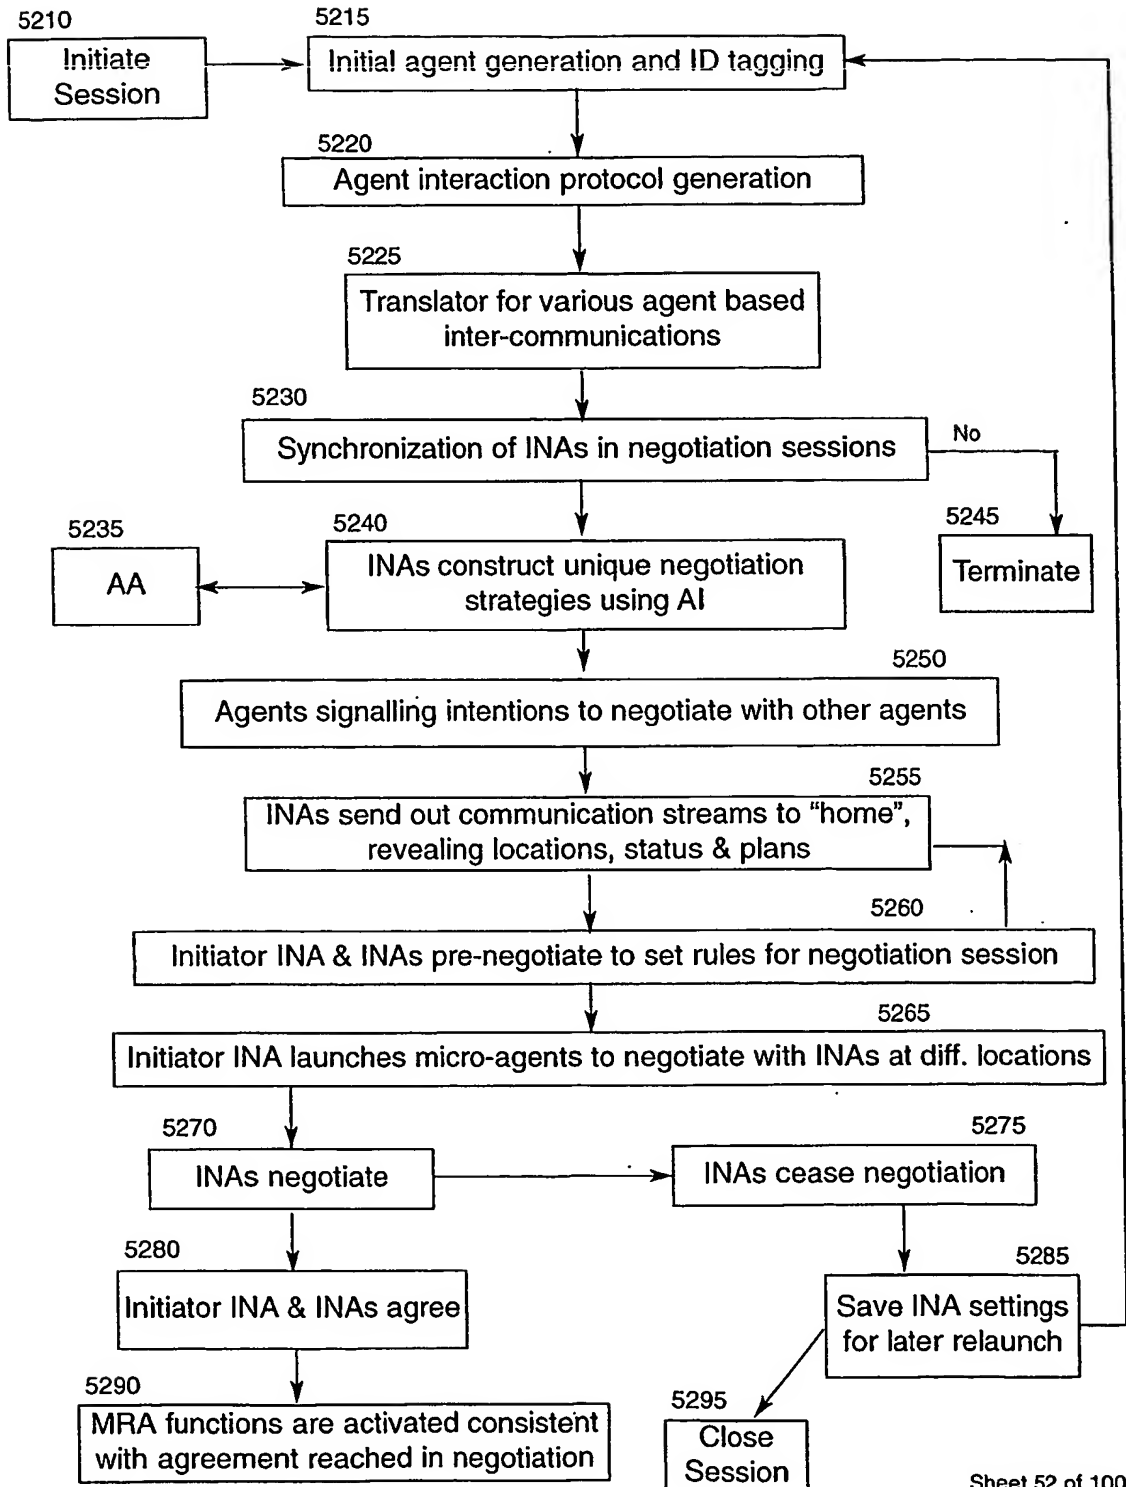 5210
Initiate
Session
5215
Initial agent generation and ID tagging
5220
Agent interaction protocol generation
5225
Translator for various agent based
inter-communications
5230
Synchronization of INAs in negotiation sessions
No
5235
AA
5240
INAs construct unique negotiation
strategies using AI
5245
Terminate
5250
Agents signalling intentions to negotiate with other agents
5255
INAs send out communication streams to “home”,
revealing locations, status & plans
5260
Initiator INA & INAs pre-negotiate to set rules for negotiation session
5265
Initiator INA launches micro-agents to negotiate with INAs at diff. locations
5270
INAs negotiate
5275
INAs cease negotiation
5280
Initiator INA & INAs agree
5285
Save INA settings
for later relaunch
5290
MRA functions are activated consistent
with agreement reached in negotiation
5295
Close
Session
Sheet 52 of 100